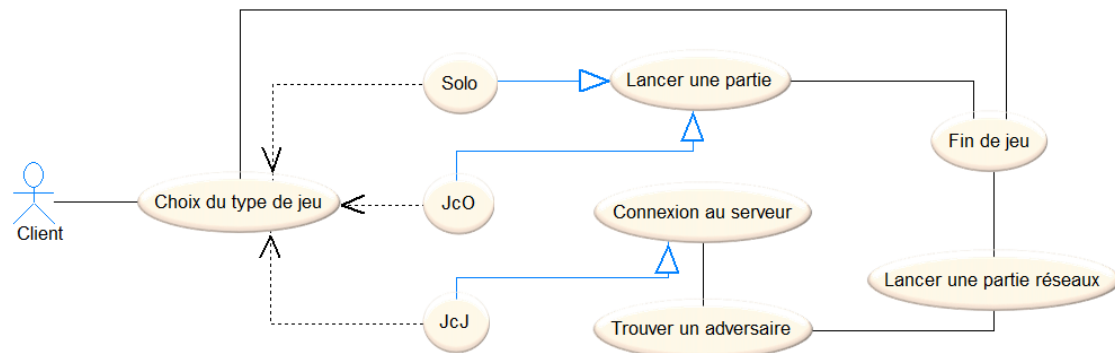 Solo
Lancer une partie
Fin de jeu
Client
Choix du type de jeu
JcO
Connexion au serveur
Lancer une partie réseaux
JcJ
Trouver un adversaire